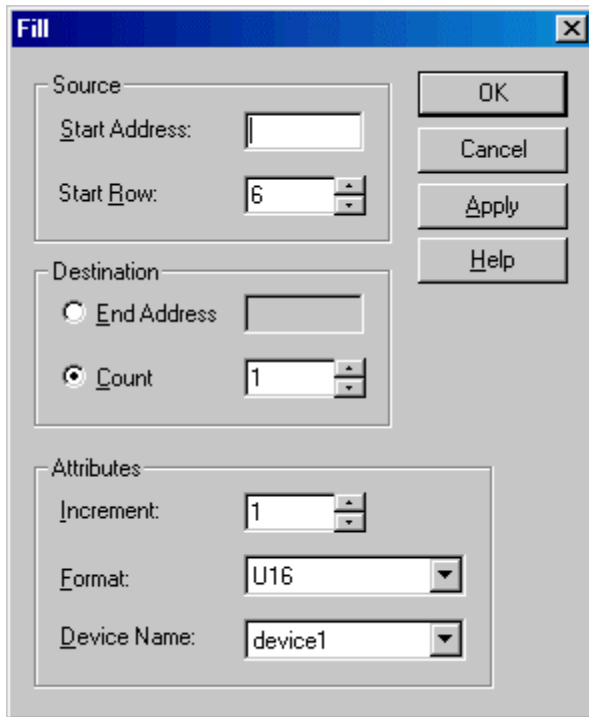 Fill
Source
Start Address:
Start Row: 6
Destination
End Address
Count 1
Attributes
Increment: 1
Format: U16
Device Name: device1
OK
Cancel
Apply
Help